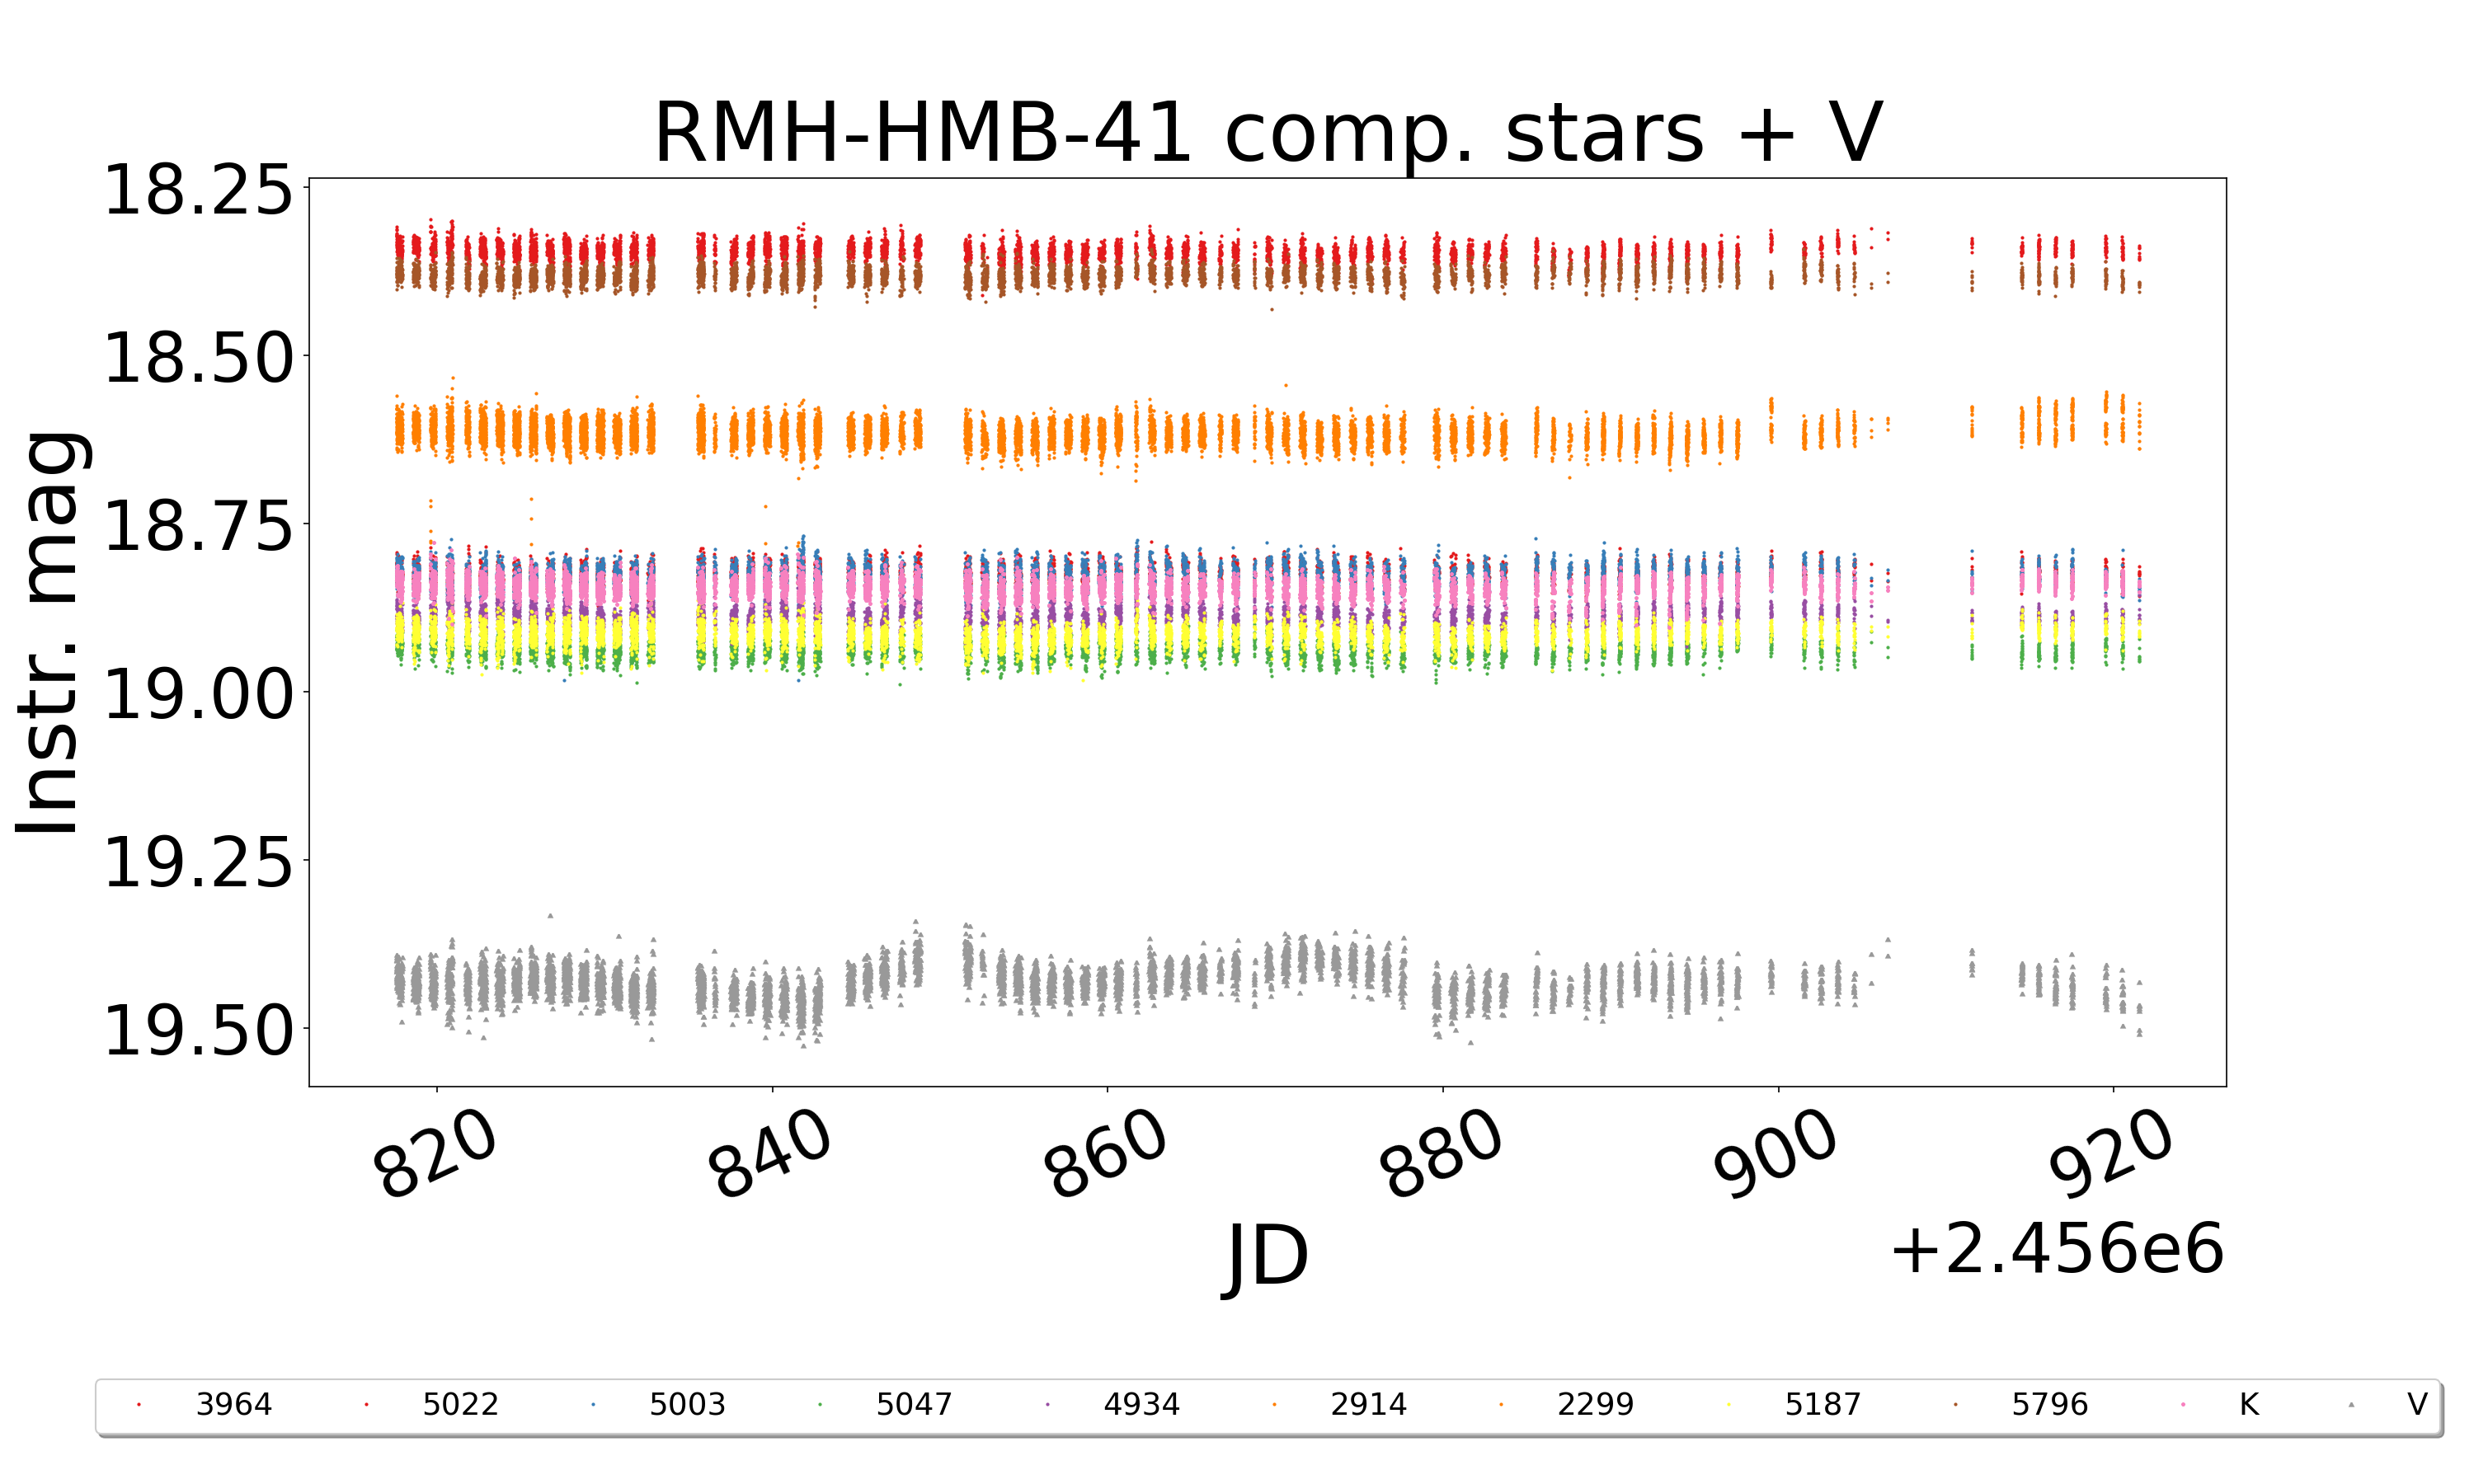 RMH-HMB-41 comp. stars + V
Instr. mag
18.25
18.50
18.75
19.00
19.25
19.50
820 840 860 880 900 920
JD
+2.456e6
3964 5022 5003 5047 4934 2914 2299 5187 5796 K V